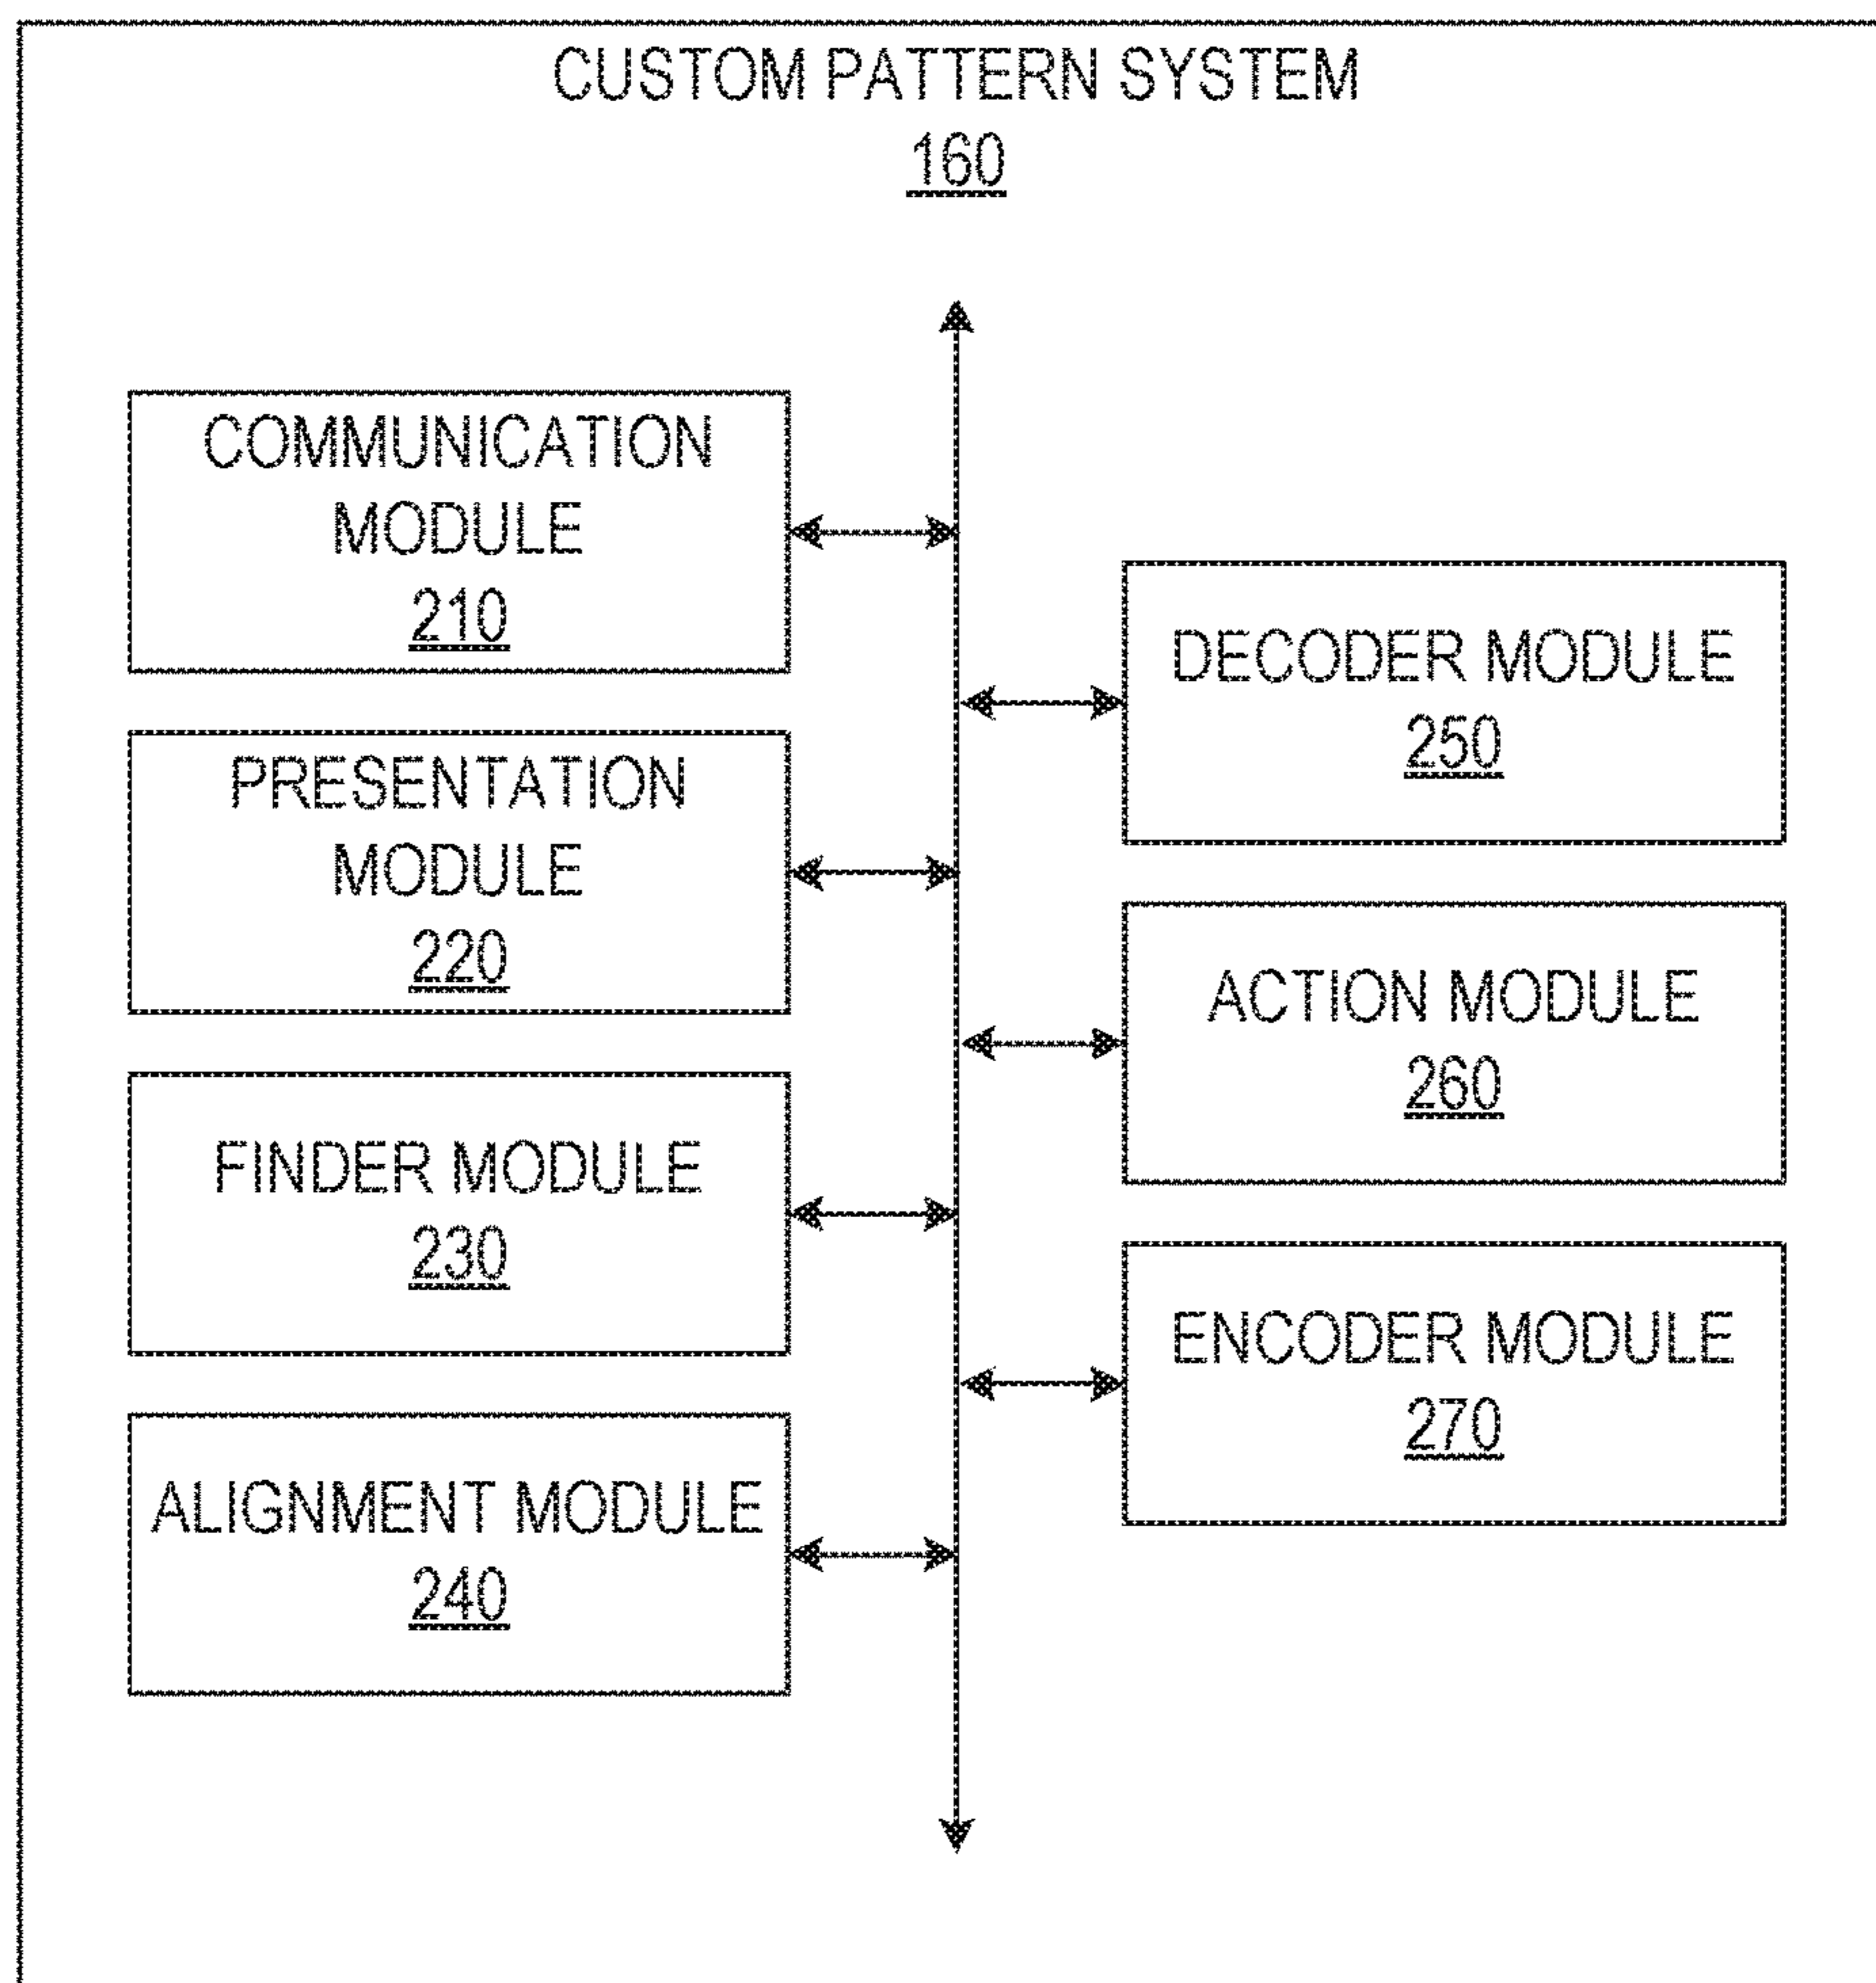 CUSTOM PATTERN SYSTEM
160
COMMUNICATION
MODULE
210
PRESENTATION
MODULE
220
FINDER MODULE
230
ALIGNMENT MODULE
240
DECODER MODULE
250
ACTION MODULE
260
ENCODER MODULE
270